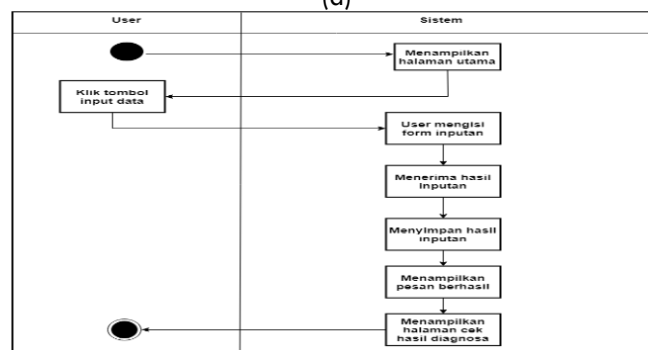 (a)
User
Sistem
Menampilkan
halaman utama
Klik tombol
input data
User mengisi
form inputan
Menerima hasil
inputan
Menyimpan hasil
inputan
Menampilkan
pesan berhasil
Menampilkan
halaman cek
hasil diagnosa